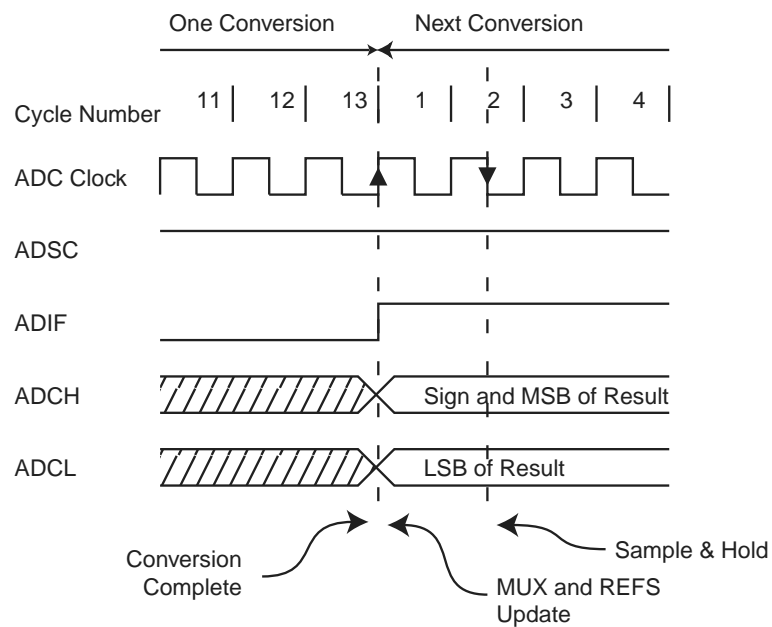 One Conversion Next Conversion
Cycle Number 11 12 13 1 2 3 4
ADC Clock
ADSC
ADIF
ADCH Sign and MSB of Result
ADCL LSB of Result
Conversion
Complete
MUX and REFS
Update
Sample & Hold